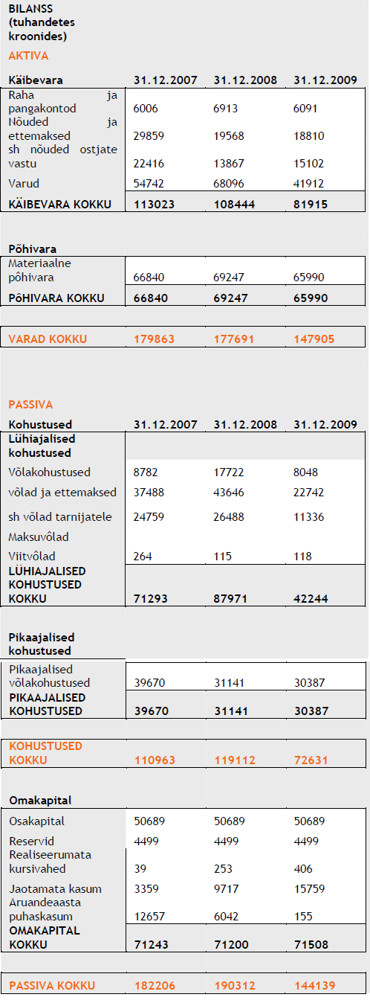 BILANSS
(tuhandetes
kroonides)
AKTIVA
Käibevara 31.12.2007 31.12.2008 31.12.2009
Raha ja
pangakontod 6006 6913 6091
Nõuded ja
ettemaksed 29859 19568 18810
sh nõuded ostjate
vastu 22416 13867 15102
Varud 54742 68096 41912
KÄIBEVARA KOKKU 113023 108444 81915
Põhivara
Materiaalne
põhivara 66840 69247 65990
PõHIVARA KOKKU 66840 69247 65990
VARAD KOKKU 179863 177691 147905
PASSIVA
Kohustused 31.12.2007 31.12.2008 31.12.2009
Lühiajalised
kohustused
Võlakohustused 8782 17722 8048
võlad ja ettemaksed 37488 43646 22742
sh võlad tarnijatele 24759 26488 11336
Maksuvôlad
Viitvôlad 264 115 118
LÜHIAJALISED
KOHUSTUSED
KOKKU 71293 87971 42244
Pikaajalised
kohustused
Pikaajalised
võlakohustused 39670 31141 30387
PIKAAJALISED
KOHUSTUSED 39670 31141 30387
KOHUSTUSED
KOKKU 110963 119112 72631
Omakapital
Osakapital 50689 50689 50689
Reservid 4499 4499 4499
Realiseerumata
kursivahed 39 253 406
Jaotamata kasum 3359 9717 15759
Aruandeaasta
puhaskasum 12657 6042 155
OMAKAPITAL
KOKKU 71243 71200 71508
PASSIVA KOKKU 182206 190312 144139